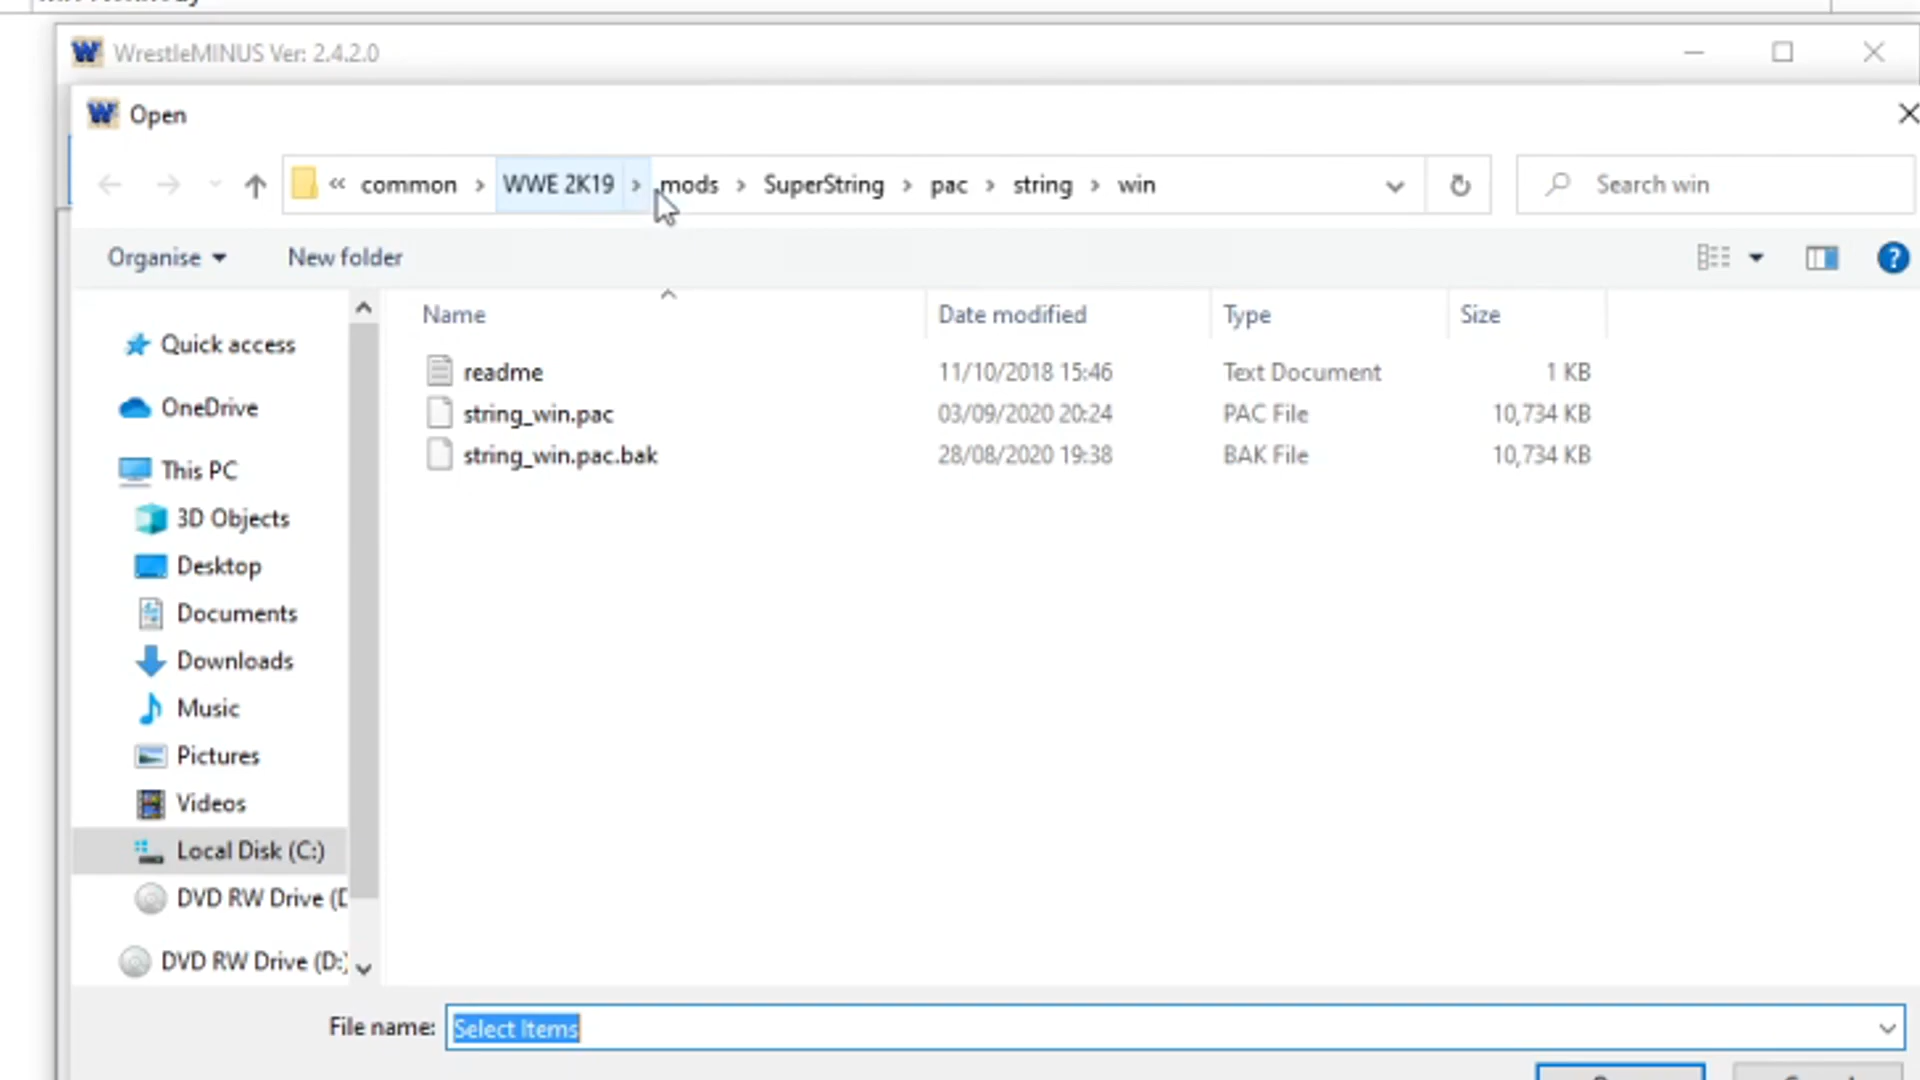 WrestleMINUS Ver: 2.4.2.0
Open
« common › WWE 2K19 › mods › SuperString › pac › string › win
Search win
Organise
New folder
Name Date modified Type Size
readme 11/10/2018 15:46 Text Document 1 KB
string_win.pac 03/09/2020 20:24 PAC File 10,734 KB
string_win.pac.bak 28/08/2020 19:38 BAK File 10,734 KB
Quick access
OneDrive
This PC
3D Objects
Desktop
Documents
Downloads
Music
Pictures
Videos
Local Disk (C:)
DVD RW Drive (D
DVD RW Drive (D:)
File name: Select Items